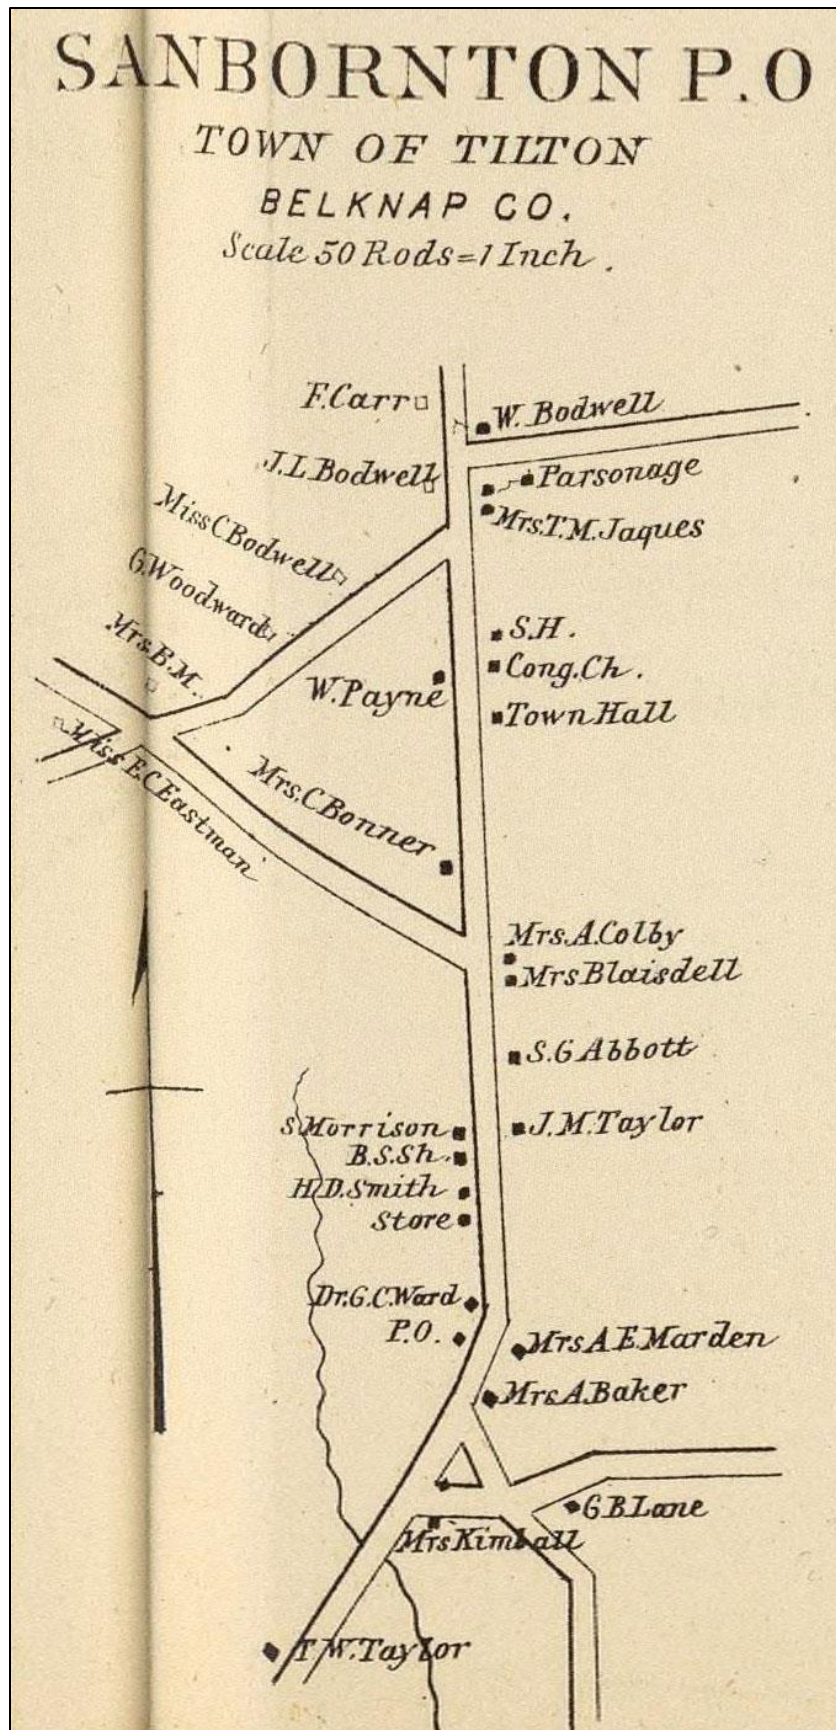 SANBORNTON P.O
TOWN OF TILTON
BELKNAP CO.
Scale 50 Rods=1 Inch.
F.Carr
W. Bodwell
J.L Bodwell
Parsonage
Miss C Bodwell
Mrs.T.M.Jaques
G.Woodward
Mrs.B.M.
S.H.
Cong.Ch.
W.Payne
Town Hall
Miss E.C Eastman
Mrs.C Bonner
Mrs.A.Colby
Mrs Blaisdell
S.G Abbott
S.Morrison
J.M.Taylor
B.S.Sh.
H.D.Smith
Store
Dr.G.C.Ward
P.O.
Mrs A E.Marden
Mrs.A.Baker
G B.Lane
Mrs Kimball
T.W.Taylor